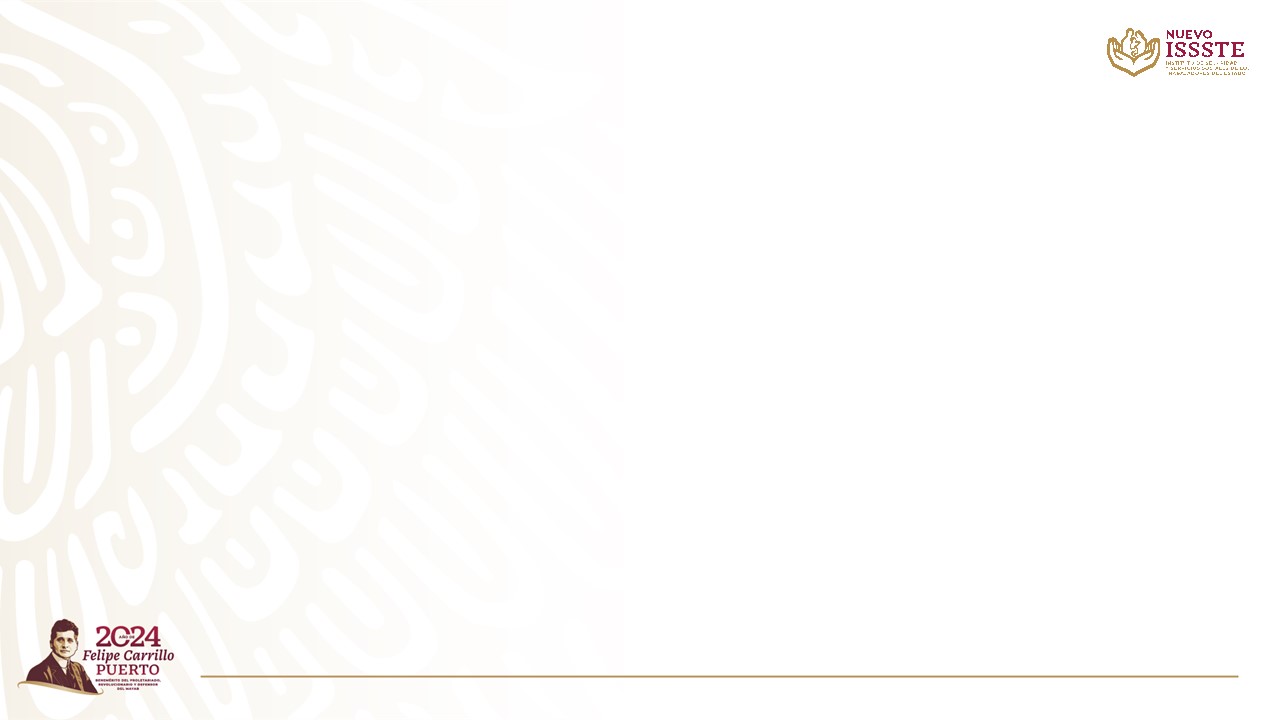 NUEVO
ISSSTE
INSTITUTO DE SEGURIDAD
Y SERVICIOS SOCIALES DE LOS
TRABAJADORES DEL ESTADO
2024
AÑO DE
Felipe Carrillo
PUERTO
BENEMÉRITO DEL PROLETARIADO,
REVOLUCIONARIO Y DEFENSOR
DEL MAYAB